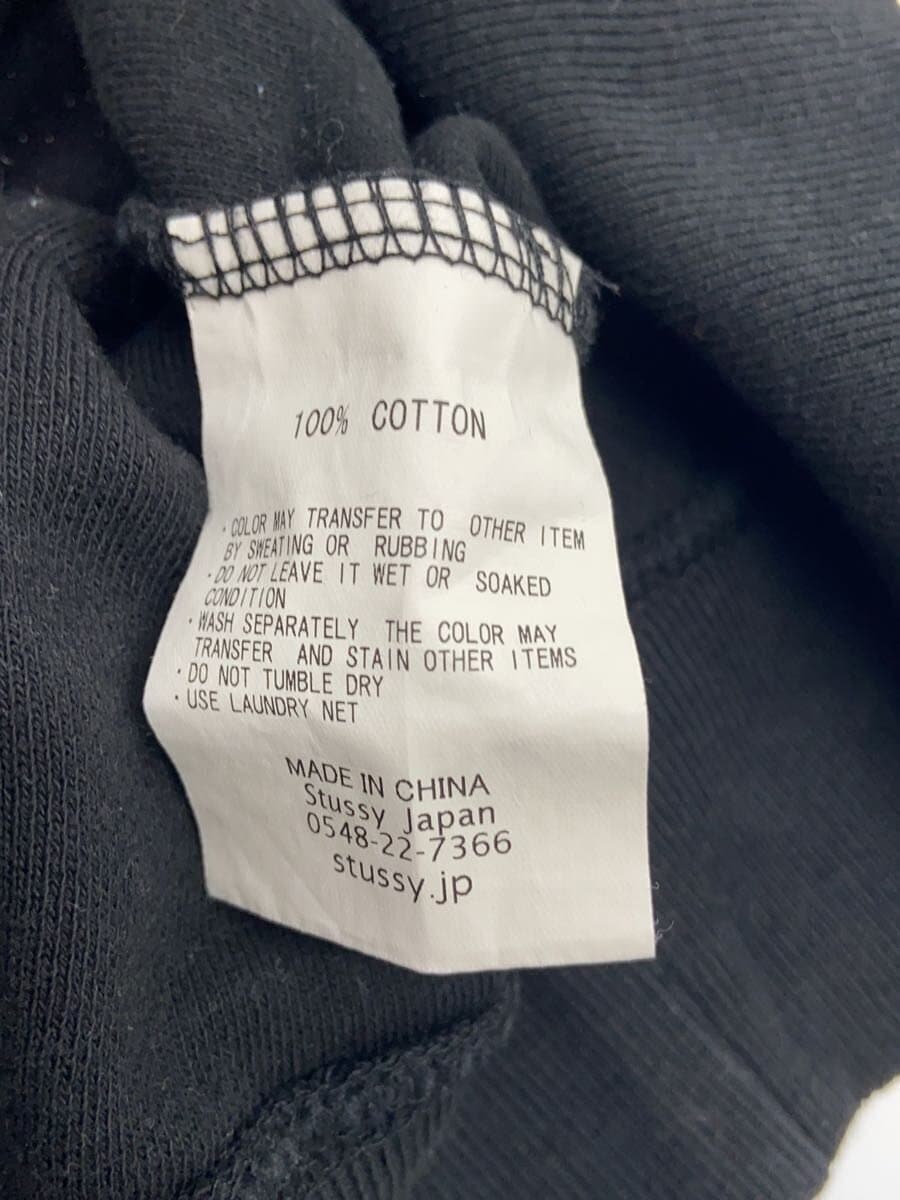 100% COTTON
・COLOR MAY TRANSFER TO OTHER ITEM
BY SWEATING OR RUBBING
・DO NOT LEAVE IT WET OR SOAKED
CONDITION
・WASH SEPARATELY THE COLOR MAY
TRANSFER AND STAIN OTHER ITEMS
・DO NOT TUMBLE DRY
・USE LAUNDRY NET
MADE IN CHINA
Stussy Japan
0548-22-7366
stussy.jp